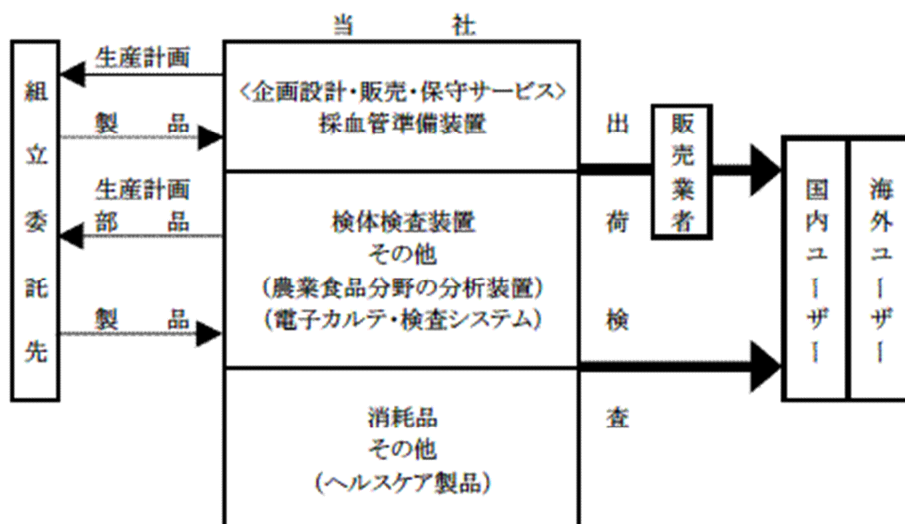 当 社
組立委託先
生産計画
製 品
生産計画
部 品
製 品
<企画設計・販売・保守サービス>
採血管準備装置
検体検査装置
その他
(農業食品分野の分析装置)
(電子カルテ・検査システム)
消耗品
その他
(ヘルスケア製品)
出荷検査
販売業者
国内ユーザー
海外ユーザー